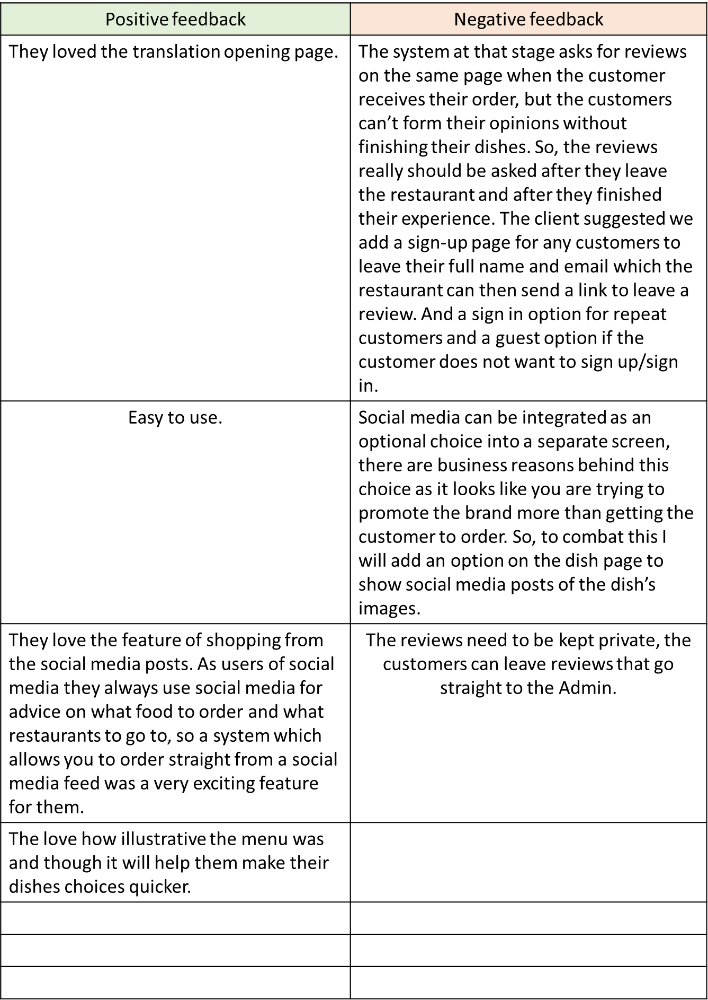 Positive feedback
Negative feedback
They loved the translation opening page.
The system at that stage asks for reviews
on the same page when the customer
receives their order, but the customers
can’t form their opinions without
finishing their dishes. So, the reviews
really should be asked after they leave
the restaurant and after they finished
their experience. The client suggested we
add a sign-up page for any customers to
leave their full name and email which the
restaurant can then send a link to leave a
review. And a sign in option for repeat
customers and a guest option if the
customer does not want to sign up/sign
in.
Easy to use.
Social media can be integrated as an
optional choice into a separate screen,
there are business reasons behind this
choice as it looks like you are trying to
promote the brand more than getting the
customer to order. So, to combat this I
will add an option on the dish page to
show social media posts of the dish’s
images.
They love the feature of shopping from
the social media posts. As users of social
media they always use social media for
advice on what food to order and what
restaurants to go to, so a system which
allows you to order straight from a social
media feed was a very exciting feature
for them.
The reviews need to be kept private, the
customers can leave reviews that go
straight to the Admin.
The love how illustrative the menu was
and though it will help them make their
dishes choices quicker.